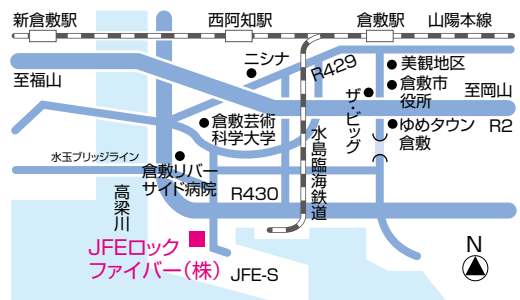 新倉敷駅
西阿知駅
倉敷駅
山陽本線
ニシナ
R429
美観地区
至福山
ザ・ビッグ
倉敷市
役所
至岡山
倉敷芸術
科学大学
水島臨海鉄道
ゆめタウン
倉敷
R2
水玉ブリッジライン
倉敷リバー
サイド病院
高梁川
R430
JFEロック
ファイバー(株)
JFE-S
N